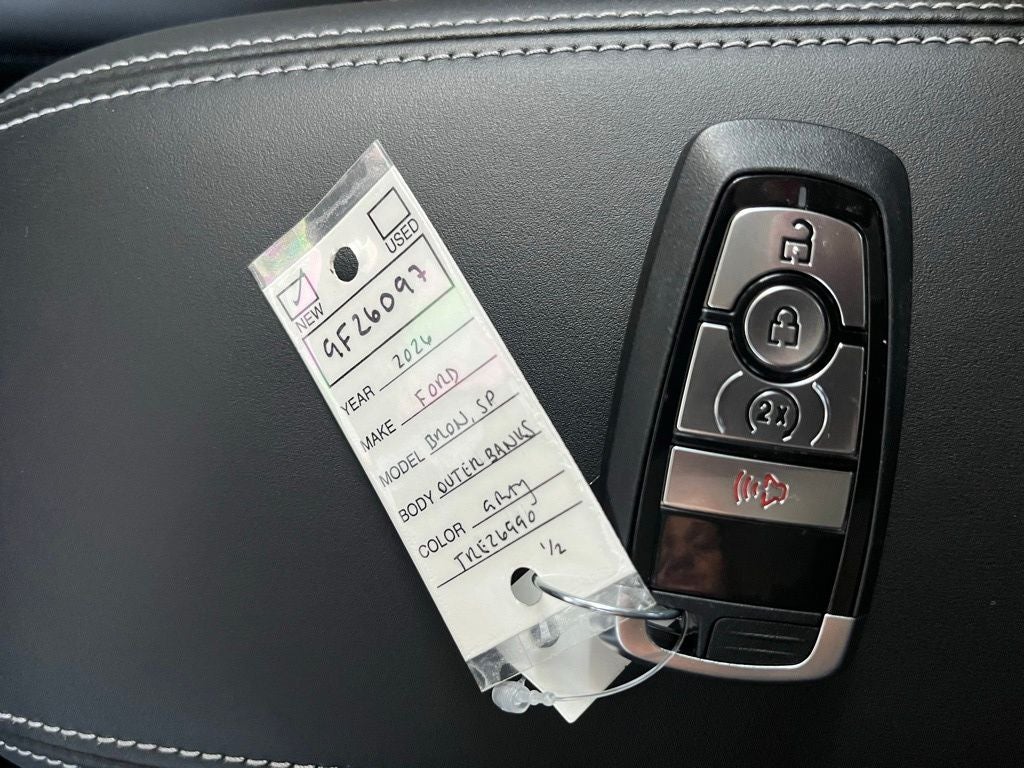 USED
✓ NEW
9F26097
YEAR 2026
MAKE FORD
MODEL BRON, SP
BODY OUTER BANKS
COLOR GRAY
TRE26990
1/2
2x